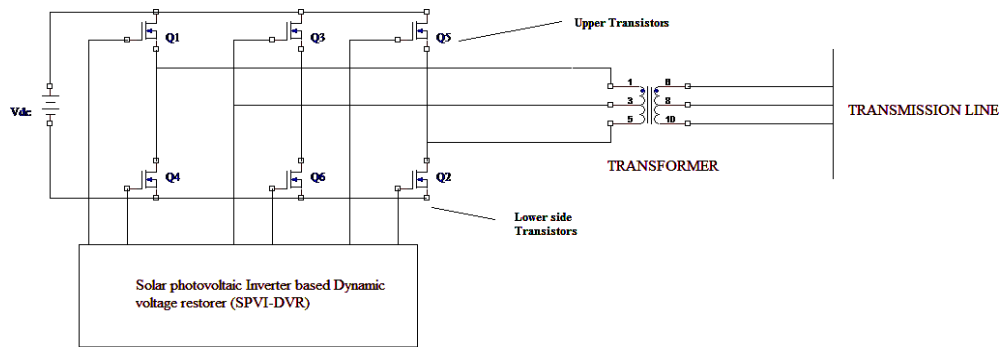 Q1
Q3
Q5
Upper Transistors
Vdc
1
3
5
8
8
10
TRANSMISSION LINE
TRANSFORMER
Q4
Q6
Q2
Lower side
Transistors
Solar photovoltaic Inverter based Dynamic
voltage restorer (SPVI-DVR)